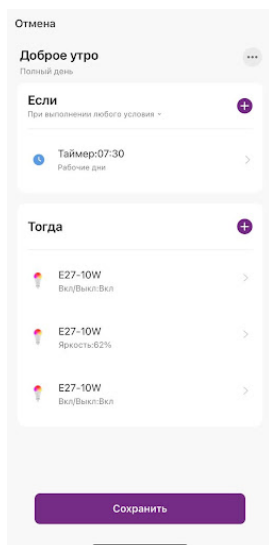 Отмена
Доброе утро
Полный день
Если
При выполнении любого условия
Таймер:07:30
Рабочие дни
Тогда
E27-10W
Вкл/Выкл:Вкл
E27-10W
Яркость:62%
E27-10W
Вкл/Выкл:Вкл
Сохранить